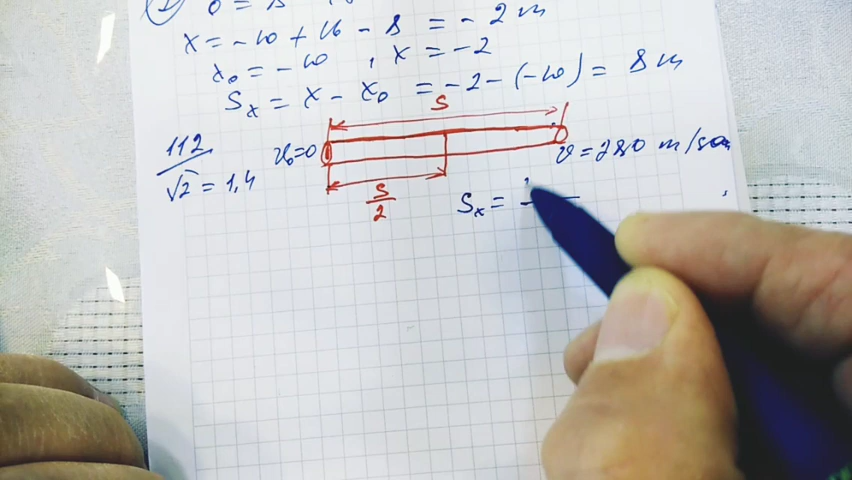 x = -10 + 16 - 8 = -2 m
x₀ = -10 , x = -2
Sₓ = x - x₀ = -2 - (-10) = 8 m
S
112
v₀=0
v = 280 m/san
√2 = 1,4
S/2
Sₓ =